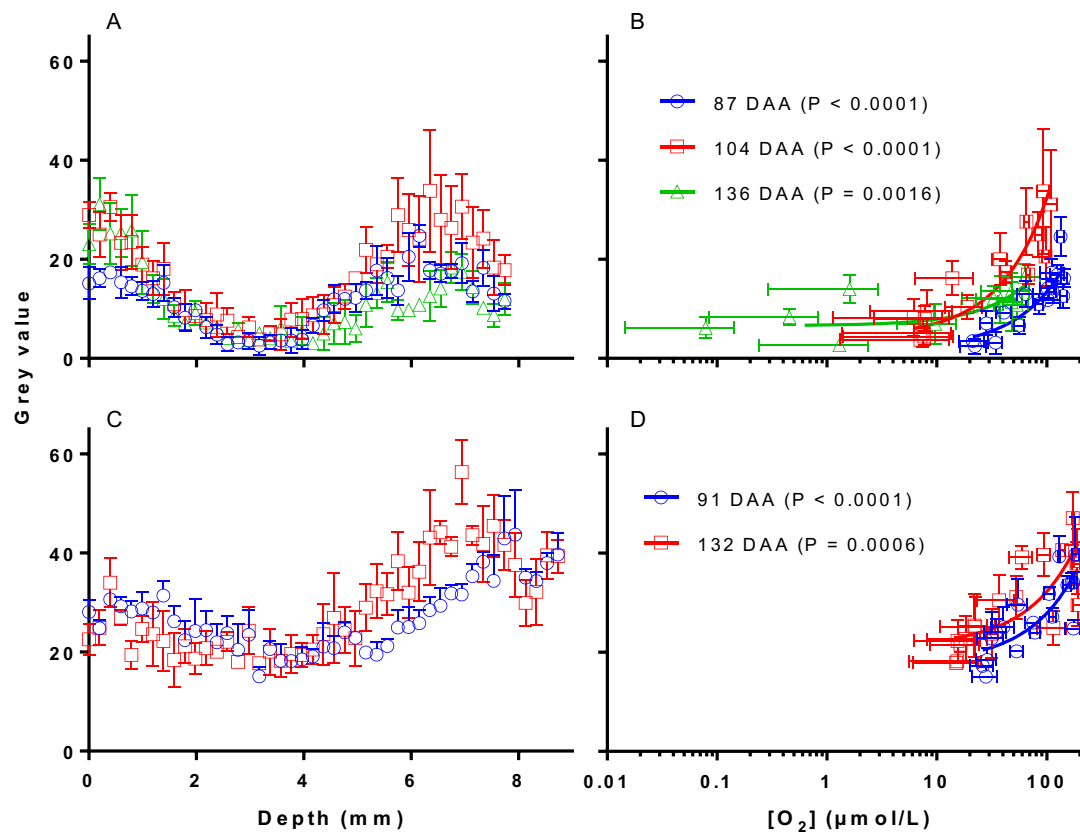 A
B
60
40
20
0
87 DAA (P < 0.0001)
104 DAA (P < 0.0001)
136 DAA (P = 0.0016)
Grey value
C
D
60
40
20
0
91 DAA (P < 0.0001)
132 DAA (P = 0.0006)
0 2 4 6 8
0.01 0.1 1 10 100
Depth (mm)
[O₂] (µmol/L)